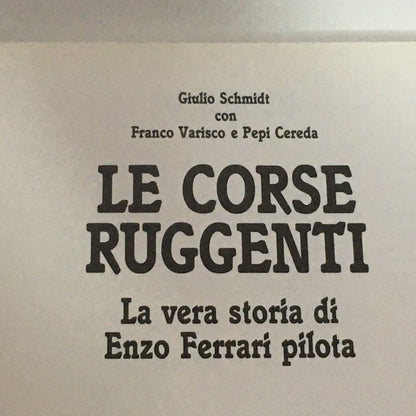 Giulio Schmidt
con
Franco Varisco e Pepi Cereda
LE CORSE
RUGGENTI
La vera storia di
Enzo Ferrari pilota